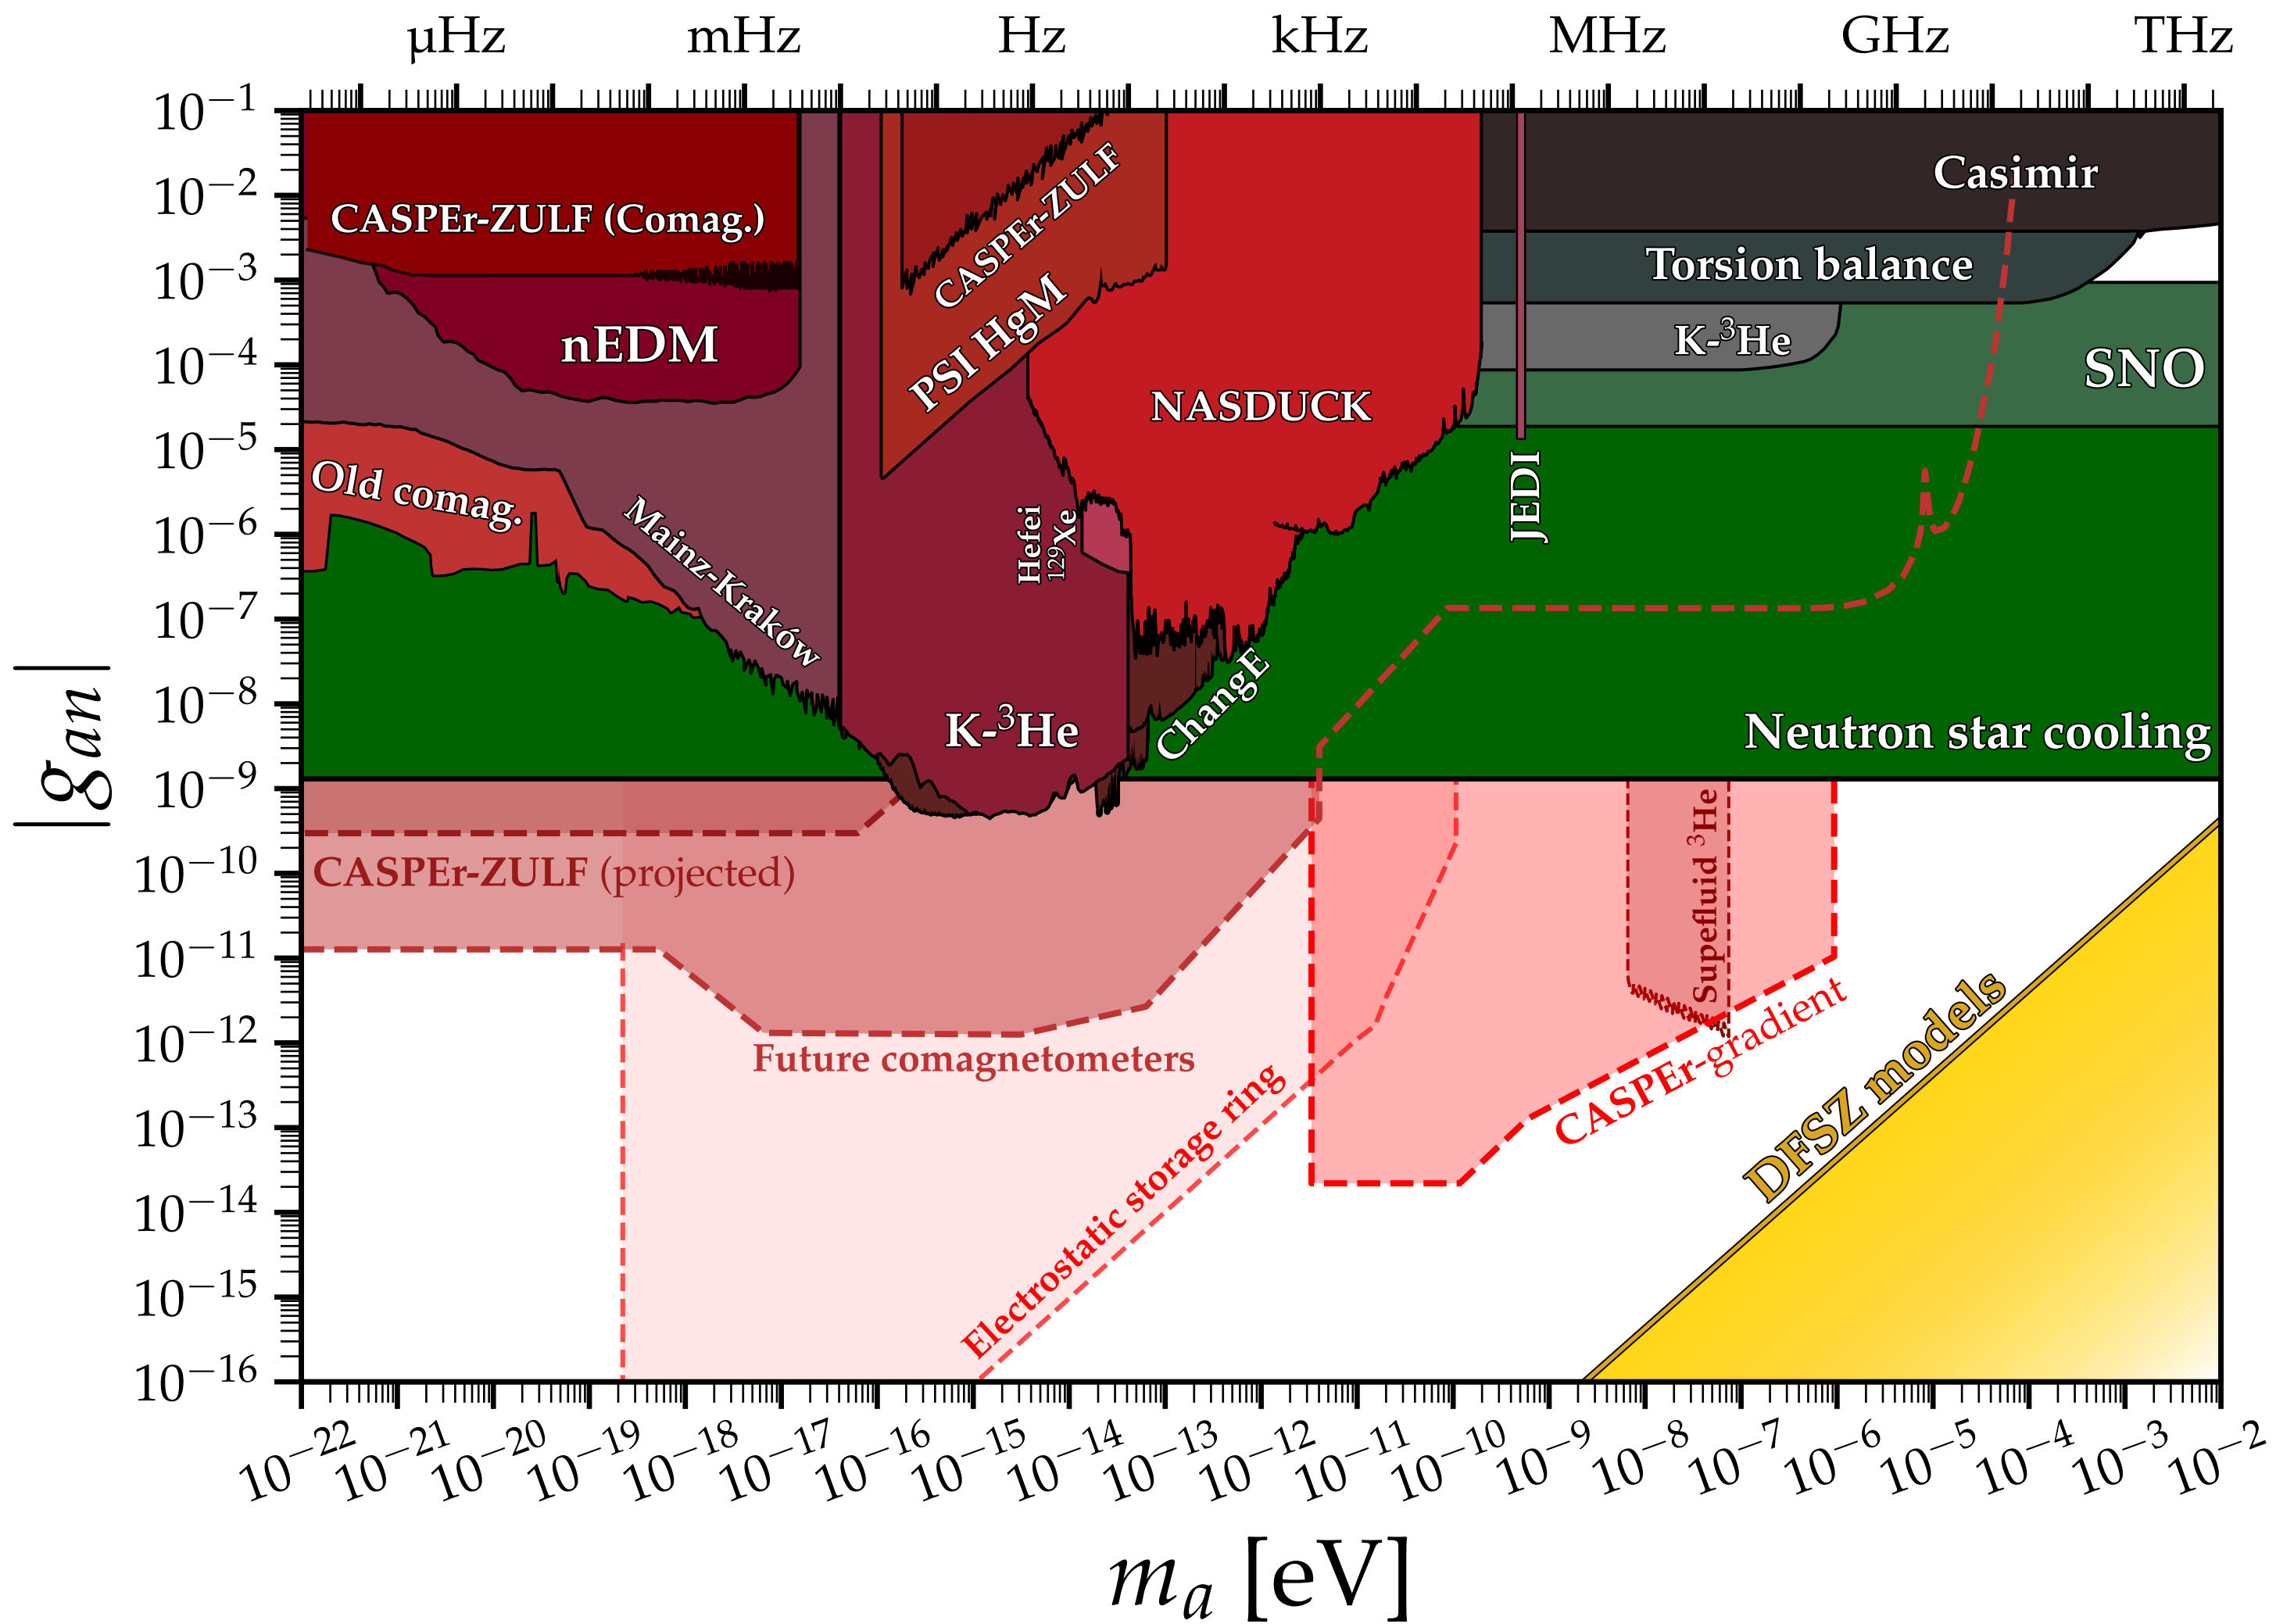 µHz mHz Hz kHz MHz GHz THz
10⁻¹
10⁻²
10⁻³
10⁻⁴
10⁻⁵
10⁻⁶
10⁻⁷
10⁻⁸
10⁻⁹
10⁻¹⁰
10⁻¹¹
10⁻¹²
10⁻¹³
10⁻¹⁴
10⁻¹⁵
10⁻¹⁶
|gₐₙ|
CASPEr-ZULF (Comag.)
nEDM
Old comag.
Mainz-Kraków
CASPEr-ZULF
PSI HgM
NASDUCK
Hefei
¹²⁹Xe
K-³He
ChangE
JEDI
Casimir
Torsion balance
K-³He
SNO
Neutron star cooling
CASPEr-ZULF (projected)
Future comagnetometers
Electrostatic storage ring
Supefluid ³He
CASPEr-gradient
DFSZ models
10⁻²² 10⁻²¹ 10⁻²⁰ 10⁻¹⁹ 10⁻¹⁸ 10⁻¹⁷ 10⁻¹⁶ 10⁻¹⁵ 10⁻¹⁴ 10⁻¹³ 10⁻¹² 10⁻¹¹ 10⁻¹⁰ 10⁻⁹ 10⁻⁸ 10⁻⁷ 10⁻⁶ 10⁻⁵ 10⁻⁴ 10⁻³ 10⁻²
mₐ [eV]